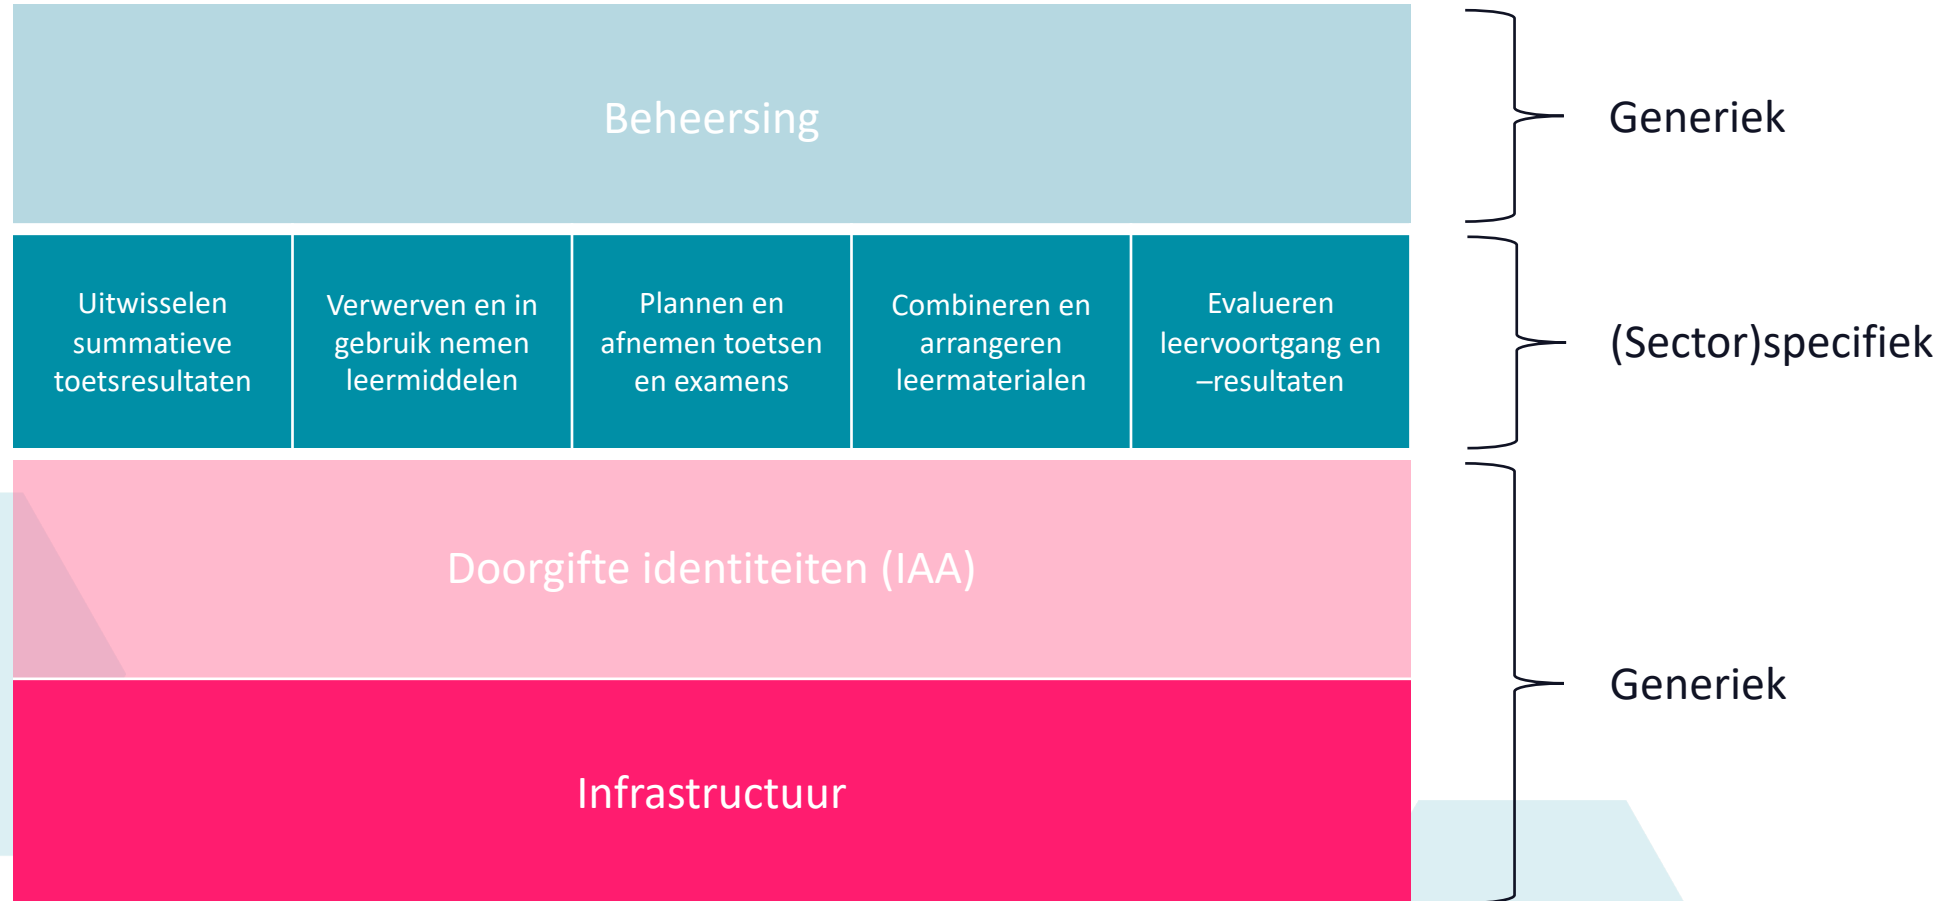 Beheersing
Generiek
Uitwisselen
summatieve
toetsresultaten
Verwerven en in
gebruik nemen
leermiddelen
Plannen en
afnemen toetsen
en examens
Combineren en
arrangeren
leermaterialen
Evalueren
leervoortgang en
–resultaten
(Sector)specifiek
Doorgifte identiteiten (IAA)
Infrastructuur
Generiek